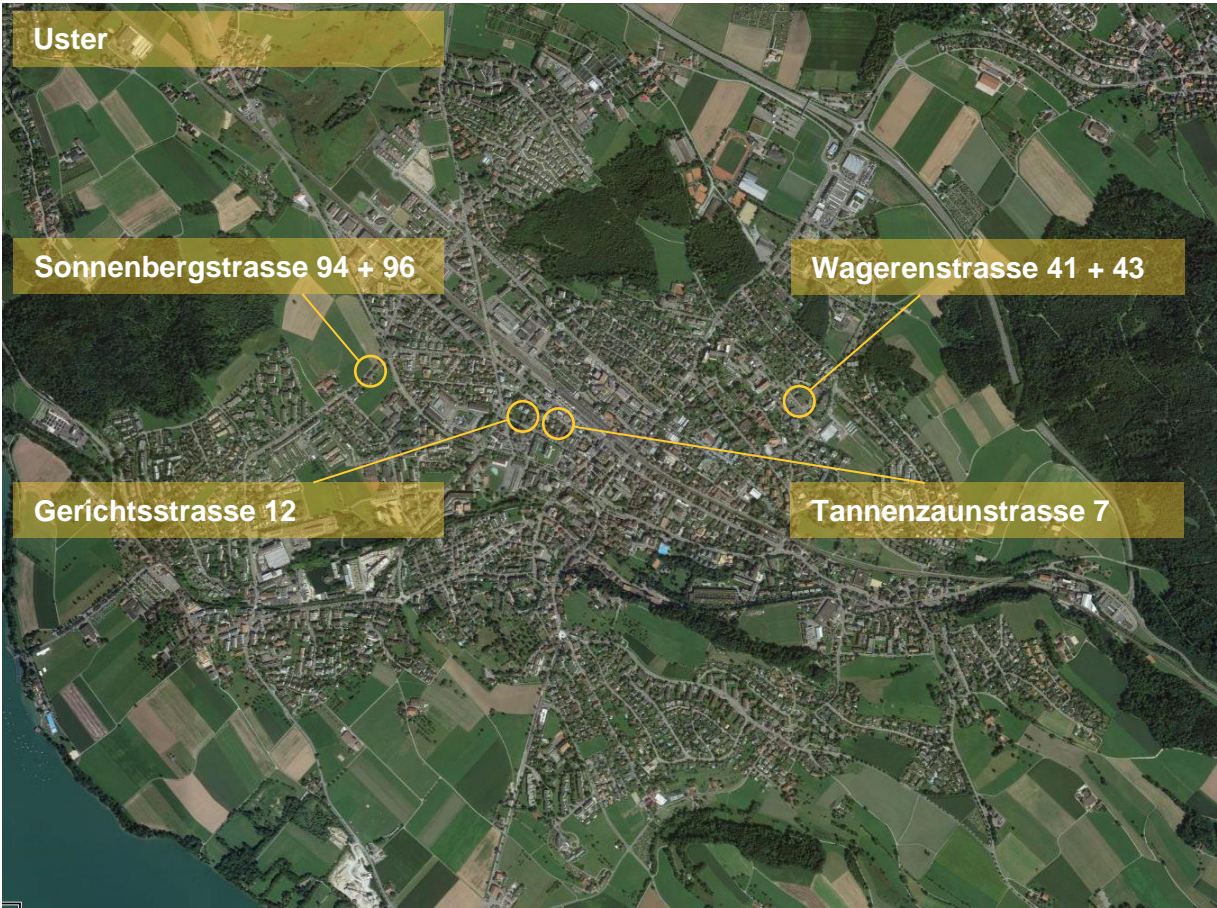 Uster
Sonnenbergstrasse 94 + 96
Wagerenstrasse 41 + 43
Gerichtsstrasse 12
Tannenzaunstrasse 7